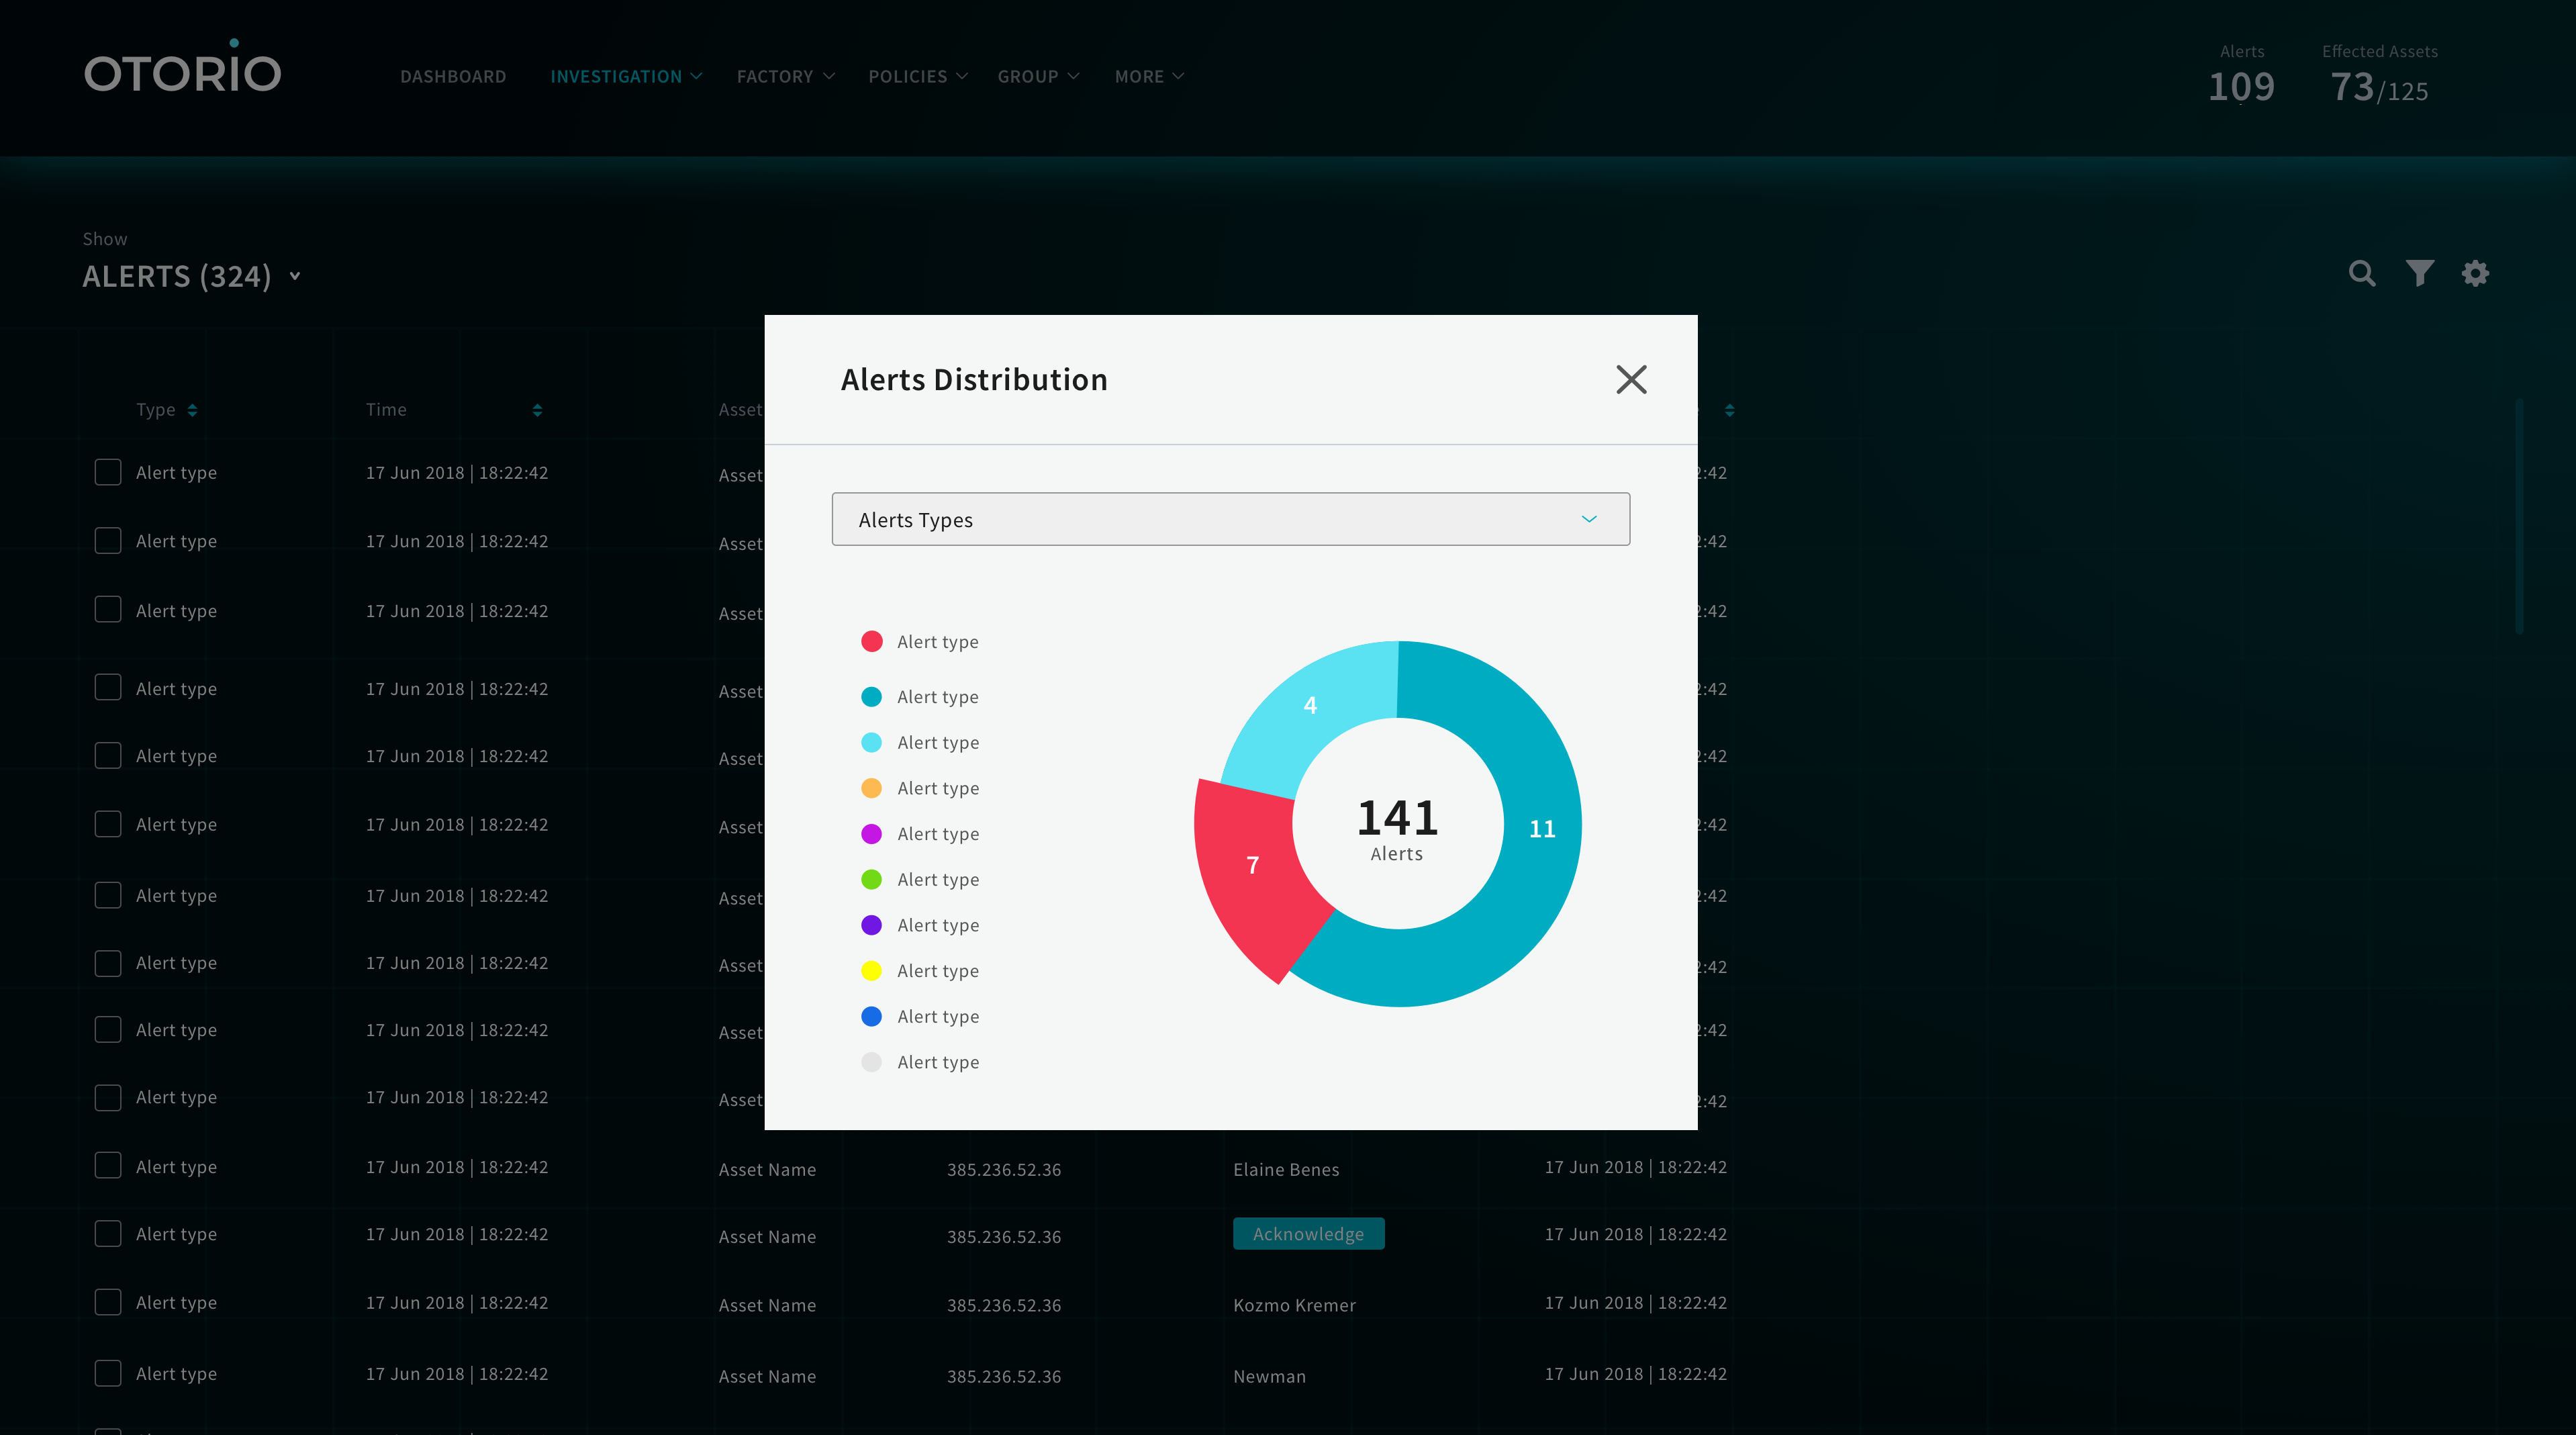 OTORIO
DASHBOARD INVESTIGATION FACTORY POLICIES GROUP MORE
Alerts Effected Assets
109 73/125
Show
ALERTS (324)
Alerts Distribution
Type Time Asset
Alert type 17 Jun 2018 | 18:22:42 Asset 2:42
Alerts Types
Alert type 17 Jun 2018 | 18:22:42 Asset 2:42
Alert type 17 Jun 2018 | 18:22:42 Asset 2:42
Alert type
Alert type 17 Jun 2018 | 18:22:42 Asset 2:42
Alert type
4
Alert type
Alert type 17 Jun 2018 | 18:22:42 Asset 2:42
Alert type
Alert type 17 Jun 2018 | 18:22:42 Asset 2:42
141
Alerts
11
7
Alert type
Alert type
Alert type 17 Jun 2018 | 18:22:42 Asset 2:42
Alert type
Alert type 17 Jun 2018 | 18:22:42 Asset 2:42
Alert type
Alert type
Alert type 17 Jun 2018 | 18:22:42 Asset 2:42
Alert type
Alert type 17 Jun 2018 | 18:22:42 Asset 2:42
Alert type 17 Jun 2018 | 18:22:42 Asset Name 385.236.52.36 Elaine Benes 17 Jun 2018 | 18:22:42
Alert type 17 Jun 2018 | 18:22:42 Asset Name 385.236.52.36 Acknowledge 17 Jun 2018 | 18:22:42
Alert type 17 Jun 2018 | 18:22:42 Asset Name 385.236.52.36 Kozmo Kremer 17 Jun 2018 | 18:22:42
Alert type 17 Jun 2018 | 18:22:42 Asset Name 385.236.52.36 Newman 17 Jun 2018 | 18:22:42